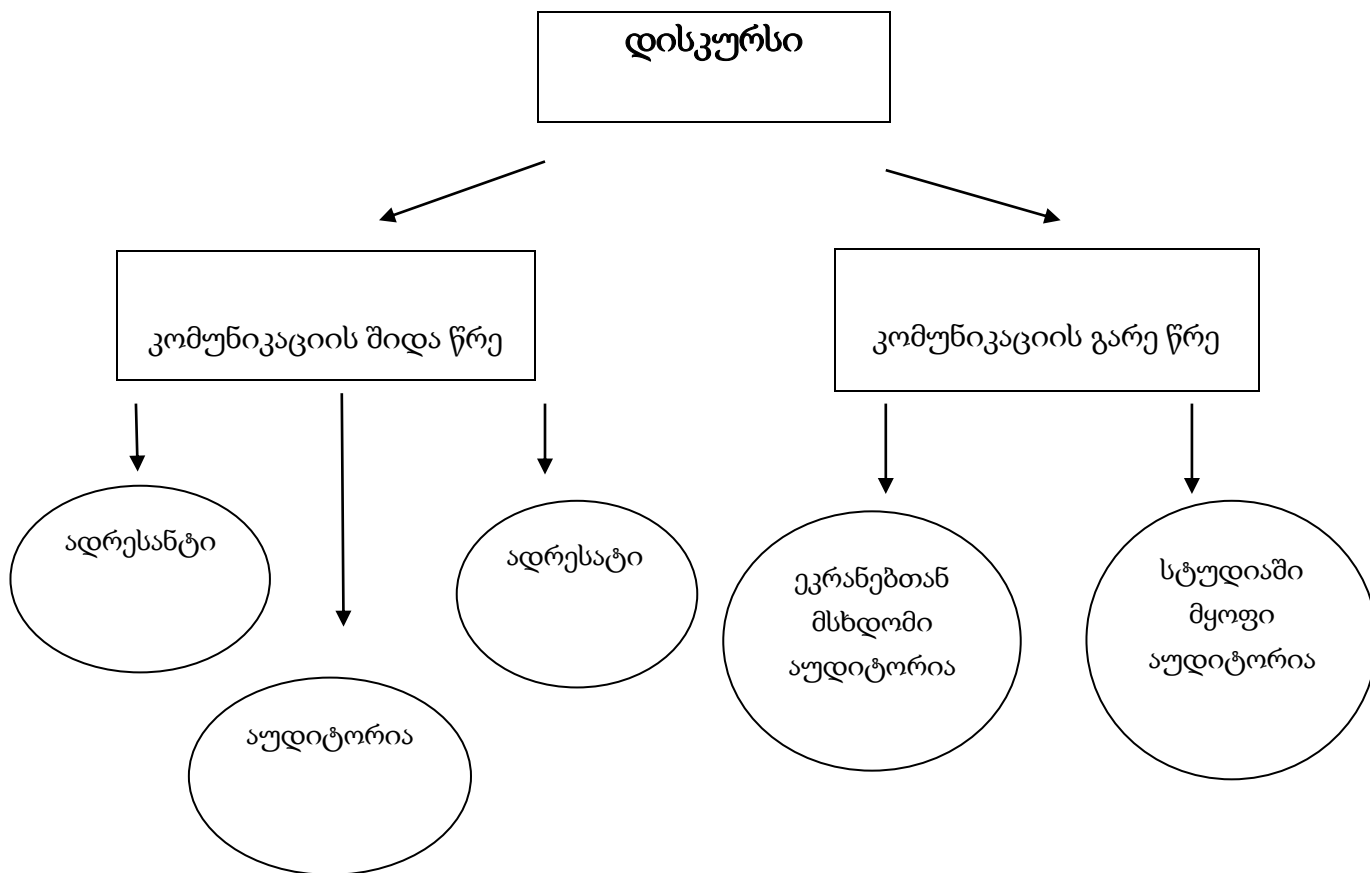 დისკურსი
კომუნიკაციის შიდა წრე
კომუნიკაციის გარე წრე
ადრესანტი
ადრესატი
აუდიტორია
ეკრანებთან
მსხდომი
აუდიტორია
სტუდიაში
მყოფი
აუდიტორია